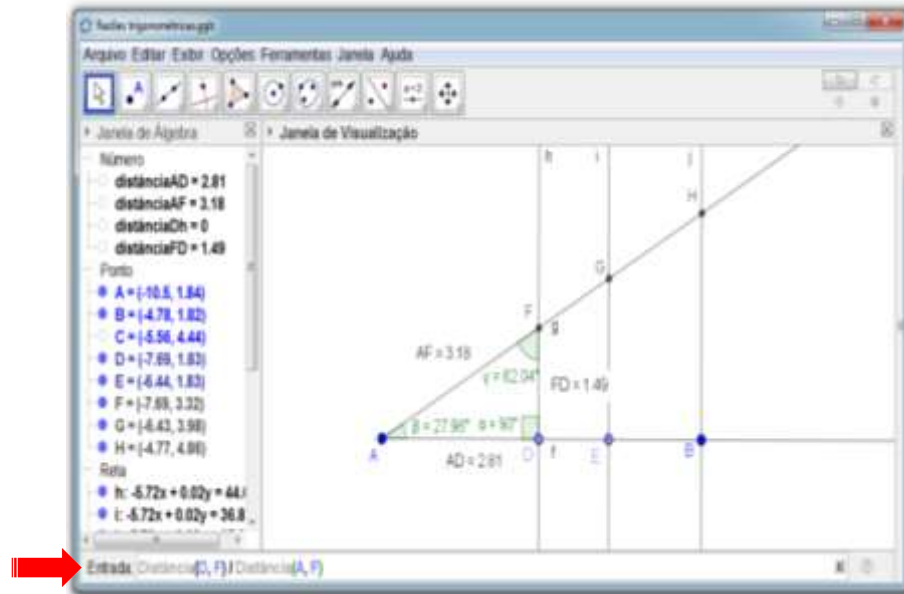 Razões trigonométricas.ggb
Arquivo Editar Exibir Opções Ferramentas Janela Ajuda
a=2
Janela de Álgebra
Janela de Visualização
Número
distânciaAD = 2.81
distânciaAF = 3.18
distânciaDh = 0
distânciaFD = 1.49
Ponto
A = (-10.5, 1.84)
B = (-4.78, 1.82)
C = (-5.56, 4.44)
D = (-7.69, 1.83)
E = (-6.44, 1.83)
F = (-7.69, 3.32)
G = (-6.43, 3.98)
H = (-4.77, 4.86)
Reta
h: -5.72x + 0.02y = 44.
i: -5.72x + 0.02y = 36.8
h i j
H
G
F
g
AF = 3.18
γ = 62.04°
FD = 1.49
β = 27.96° α = 90°
A D f E B
AD = 2.81
Entrada: Distância(D, F) / Distância(A, F)